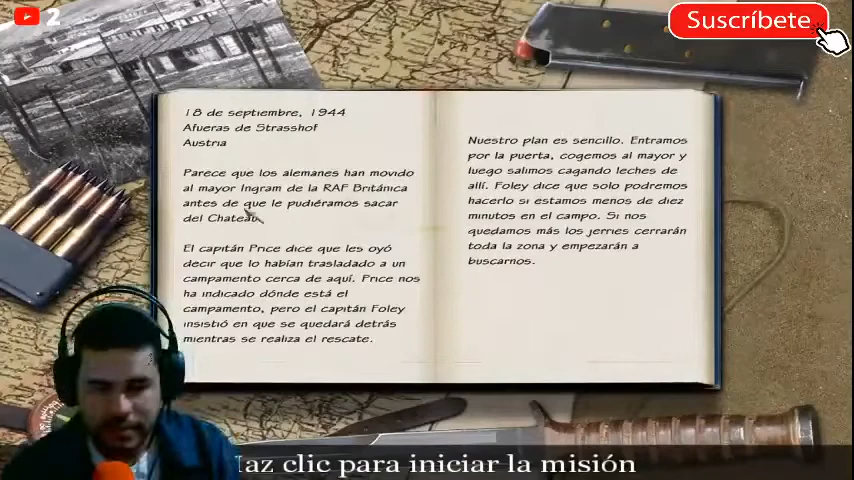 2
Suscríbete
18 de septiembre, 1944
Afueras de Strasshof
Austria
Parece que los alemanes han movido
al mayor Ingram de la RAF Británica
antes de que le pudiéramos sacar
del Chateau.
El capitán Price dice que les oyó
decir que lo habían trasladado a un
campamento cerca de aquí. Price nos
ha indicado dónde está el
campamento, pero el capitán Foley
insistió en que se quedará detrás
mientras se realiza el rescate.
Nuestro plan es sencillo. Entramos
por la puerta, cogemos al mayor y
luego salimos cagando leches de
allí. Foley dice que solo podremos
hacerlo si estamos menos de diez
minutos en el campo. Si nos
quedamos más los jerries cerrarán
toda la zona y empezarán a
buscarnos.
Haz clic para iniciar la misión